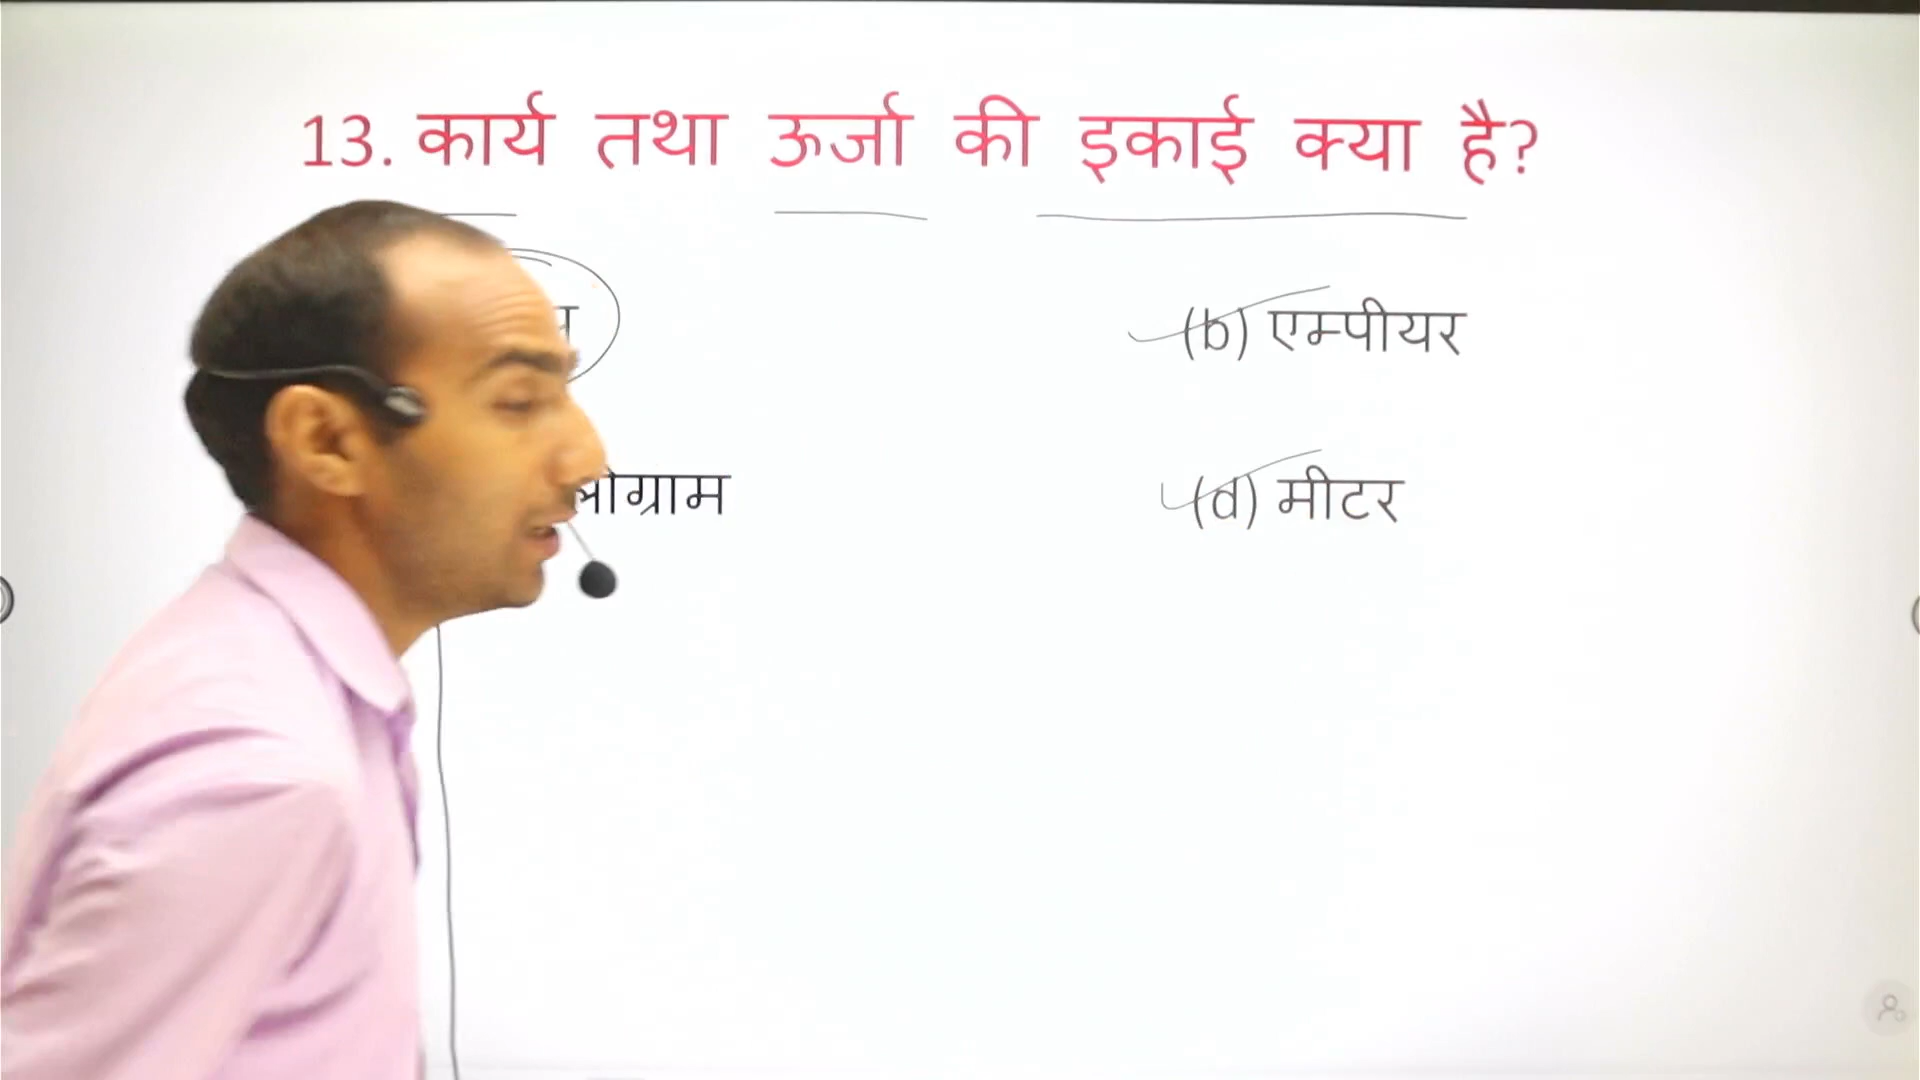 13. कार्य तथा ऊर्जा की इकाई क्या है?
(b) एम्पीयर
(d) मीटर